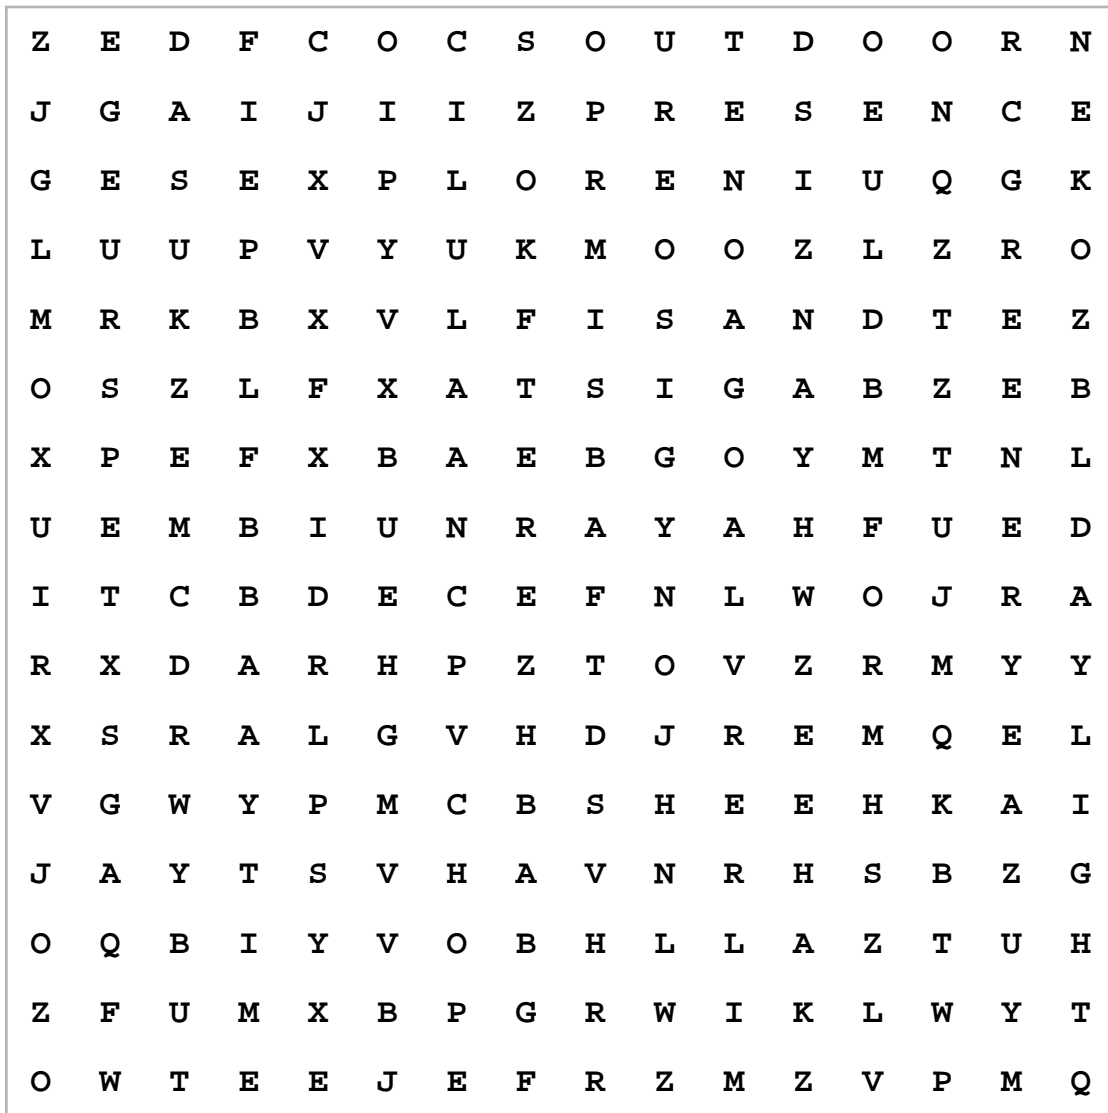 Z E D F C O C S O U T D O O R N
J G A I J I I Z P R E S E N C E
G E S E X P L O R E N I U Q G K
L U U P V Y U K M O O Z L Z R O
M R K B X V L F I S A N D T E Z
O S Z L F X A T S I G A B Z E B
X P E F X B A E B G O Y M T N L
U E M B I U N R A Y A H F U E D
I T C B D E C E F N L W O J R A
R X D A R H P Z T O V Z R M Y Y
X S R A L G V H D J R E M Q E L
V G W Y P M C B S H E E H K A I
J A Y T S V H A V N R H S B Z G
O Q B I Y V O B H L L A Z T U H
Z F U M X B P G R W I K L W Y T
O W T E E J E F R Z M Z V P M Q